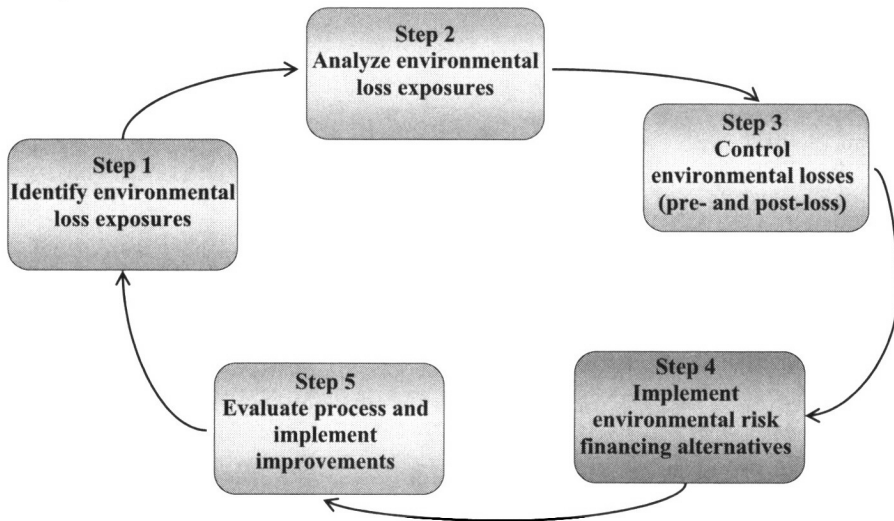 Step 1
Identify environmental
loss exposures
Step 2
Analyze environmental
loss exposures
Step 3
Control
environmental losses
(pre- and post-loss)
Step 4
Implement
environmental risk
financing alternatives
Step 5
Evaluate process and
implement
improvements